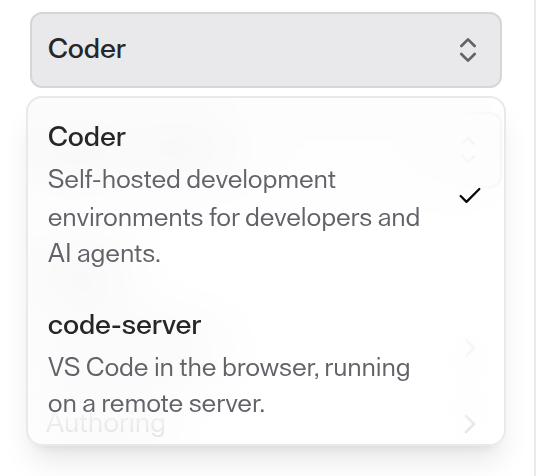 Coder
Coder
Self-hosted development
environments for developers and
AI agents.
code-server
VS Code in the browser, running
on a remote server.
Authoring